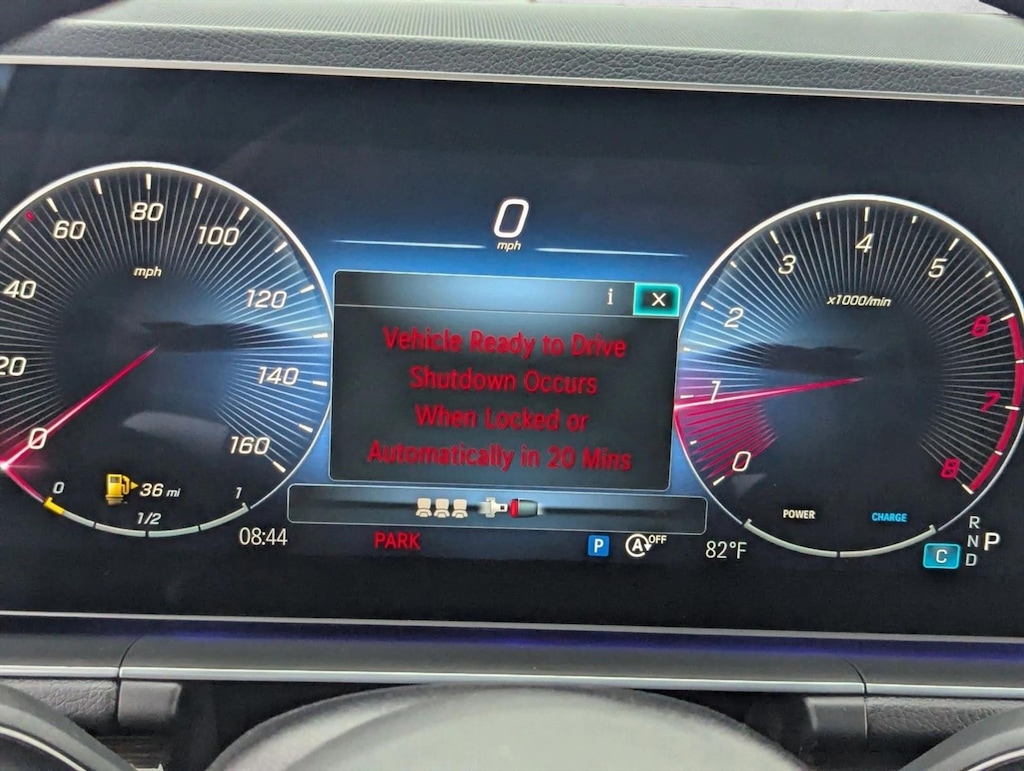 0
mph
20
40
60
80
100
120
140
160
0
mph
i X
Vehicle Ready to Drive
Shutdown Occurs
When Locked or
Automatically in 20 Mins
0
1
2
3
4
5
6
7
8
x1000/min
0 36 mi 1
1/2
POWER CHARGE
08:44 PARK P A OFF 82°F
R
N P
C D